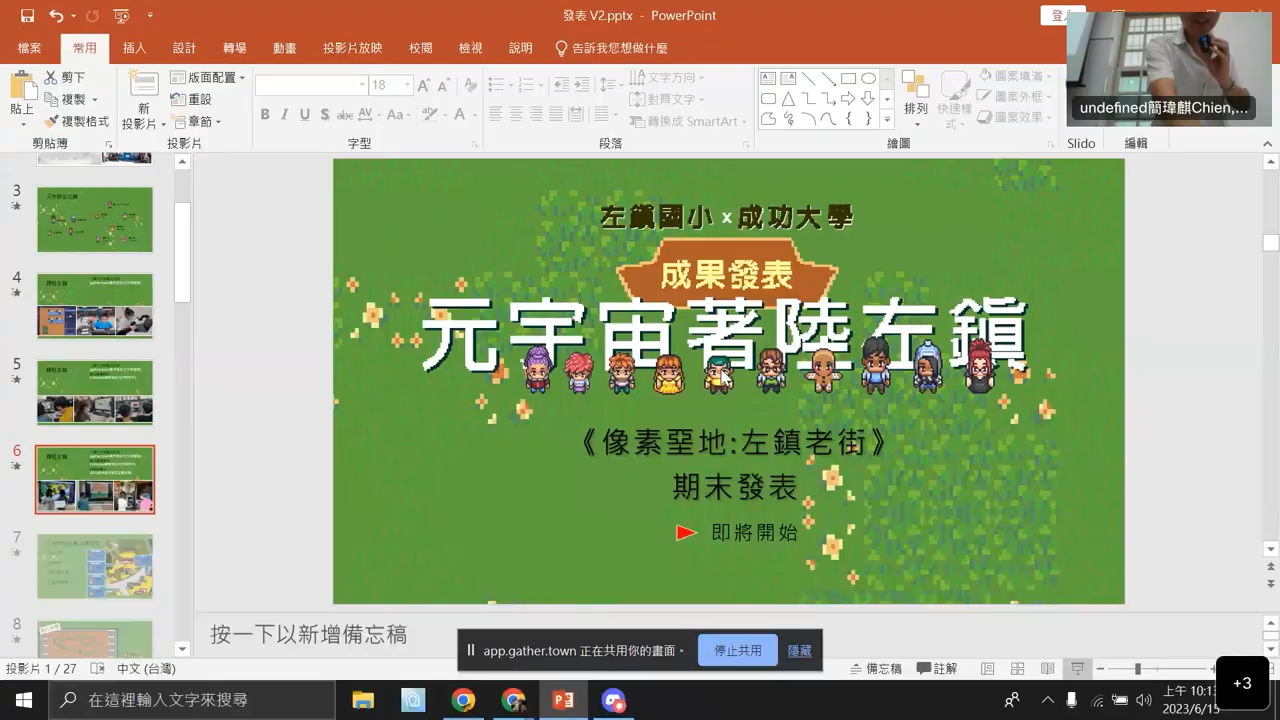 發表 V2.pptx - PowerPoint
檔案 常用 插入 設計 轉場 動畫 投影片放映 校閱 檢視 說明 告訴我您想做什麼
貼上
剪下
複製
複製格式
剪貼簿
新
投影片
版面配置
重設
章節
投影片
18
B I U S abc AV Aa A
字型
文字方向
對齊文字
轉換成 SmartArt
段落
排列
快速樣
式
圖案填滿
圖案外框
圖案效果
繪圖
Slido
編輯
undefined簡瑋麒Chien,...
3
4
5
6
7
8
左鎮國小 x 成功大學
成果發表
元宇宙著陸左鎮
《像素惡地:左鎮老街》
期末發表
即將開始
按一下以新增備忘稿
app.gather.town 正在共用你的畫面。
停止共用
隱藏
投影片 1 / 27
中文 (台灣)
備忘稿
註解
在這裡輸入文字來搜尋
+3